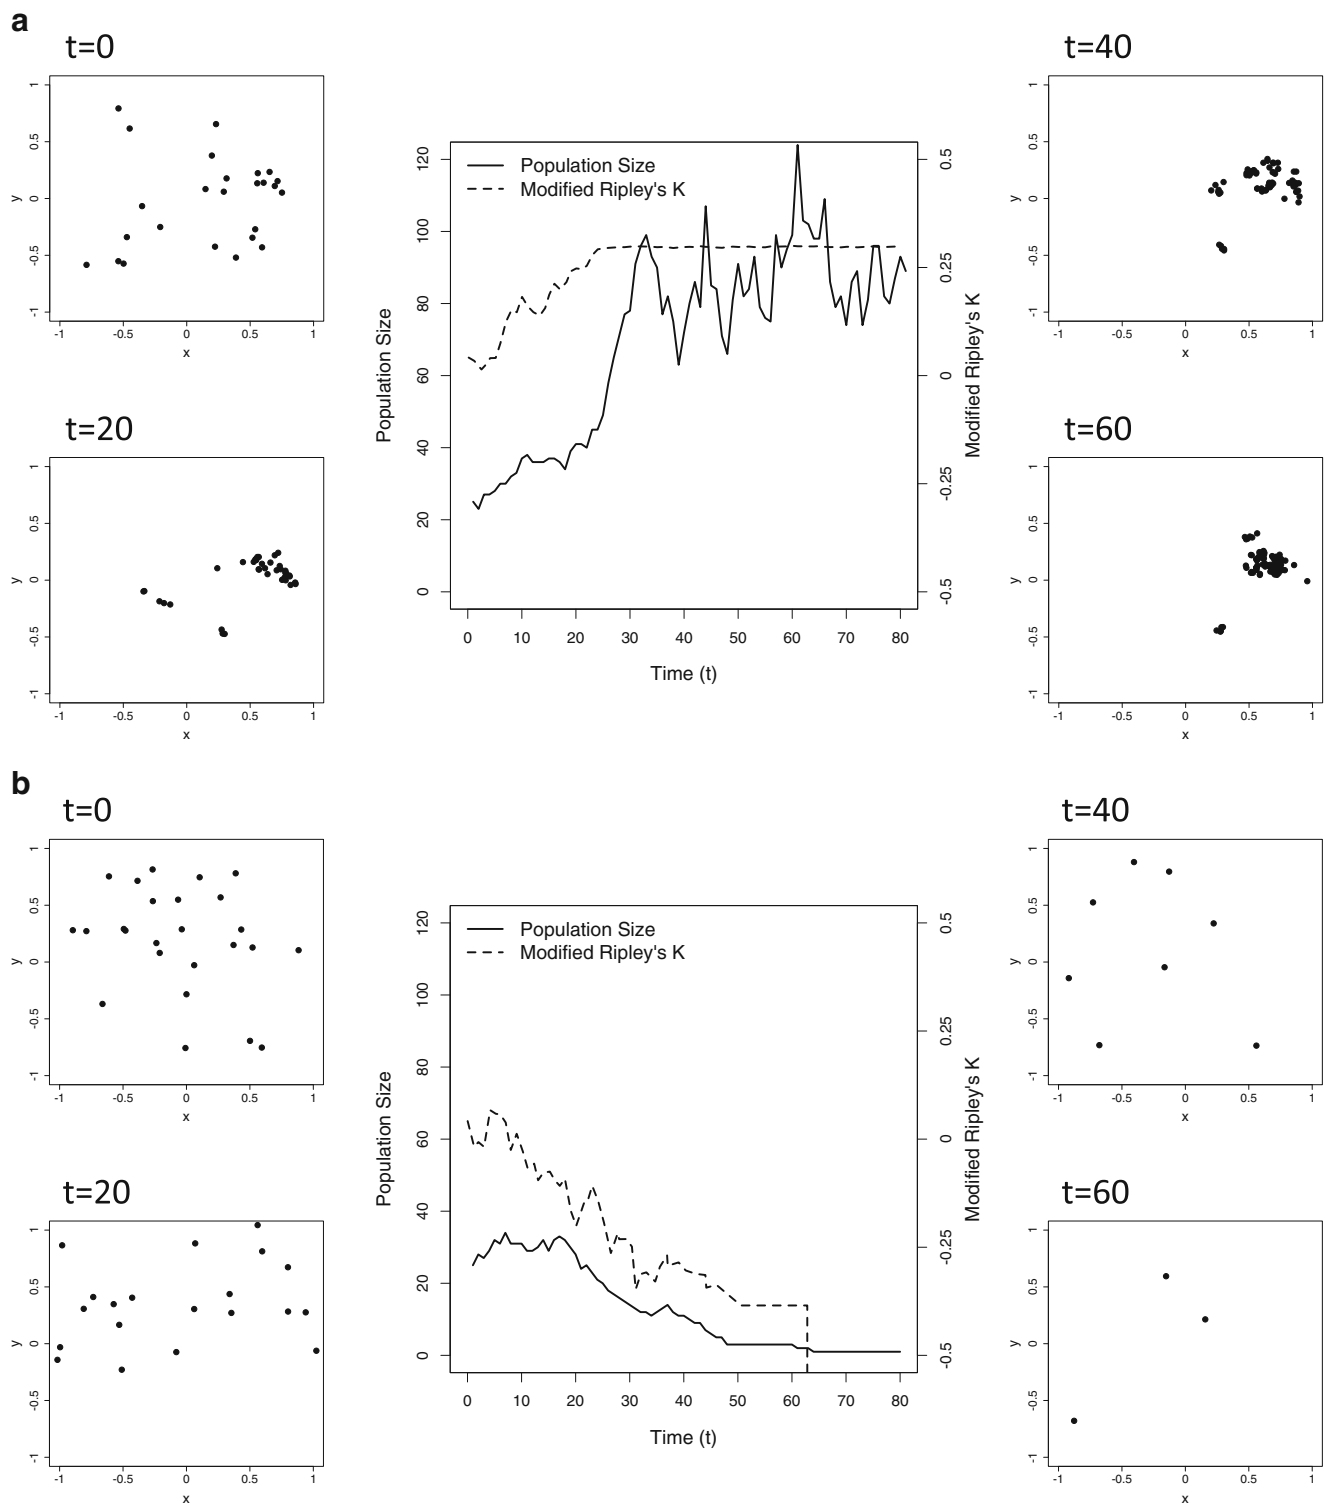 a
t=0
1
0.5
0
-0.5
-1
y
-1 -0.5 0 0.5 1
x
t=20
1
0.5
0
-0.5
-1
y
-1 -0.5 0 0.5 1
x
Population Size
Modified Ripley's K
120
100
80
60
40
20
0
Population Size
0.5
0.25
0
-0.25
-0.5
Modified Ripley's K
0 10 20 30 40 50 60 70 80
Time (t)
t=40
1
0.5
0
-0.5
-1
y
-1 -0.5 0 0.5 1
x
t=60
1
0.5
0
-0.5
-1
y
-1 -0.5 0 0.5 1
x
b
t=0
1
0.5
0
-0.5
-1
y
-1 -0.5 0 0.5 1
x
t=20
1
0.5
0
-0.5
-1
y
-1 -0.5 0 0.5 1
x
Population Size
Modified Ripley's K
120
100
80
60
40
20
0
Population Size
0.5
0.25
0
-0.25
-0.5
Modified Ripley's K
0 10 20 30 40 50 60 70 80
Time (t)
t=40
1
0.5
0
-0.5
-1
y
-1 -0.5 0 0.5 1
x
t=60
1
0.5
0
-0.5
-1
y
-1 -0.5 0 0.5 1
x